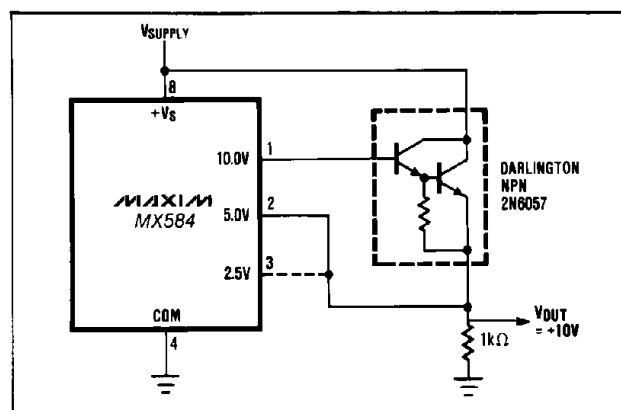 VSUPPLY
8
+VS
10.0V
1
MAXIM
MX584
5.0V
2
2.5V
3
COM
4
DARLINGTON
NPN
2N6057
VOUT
= +10V
1kΩ